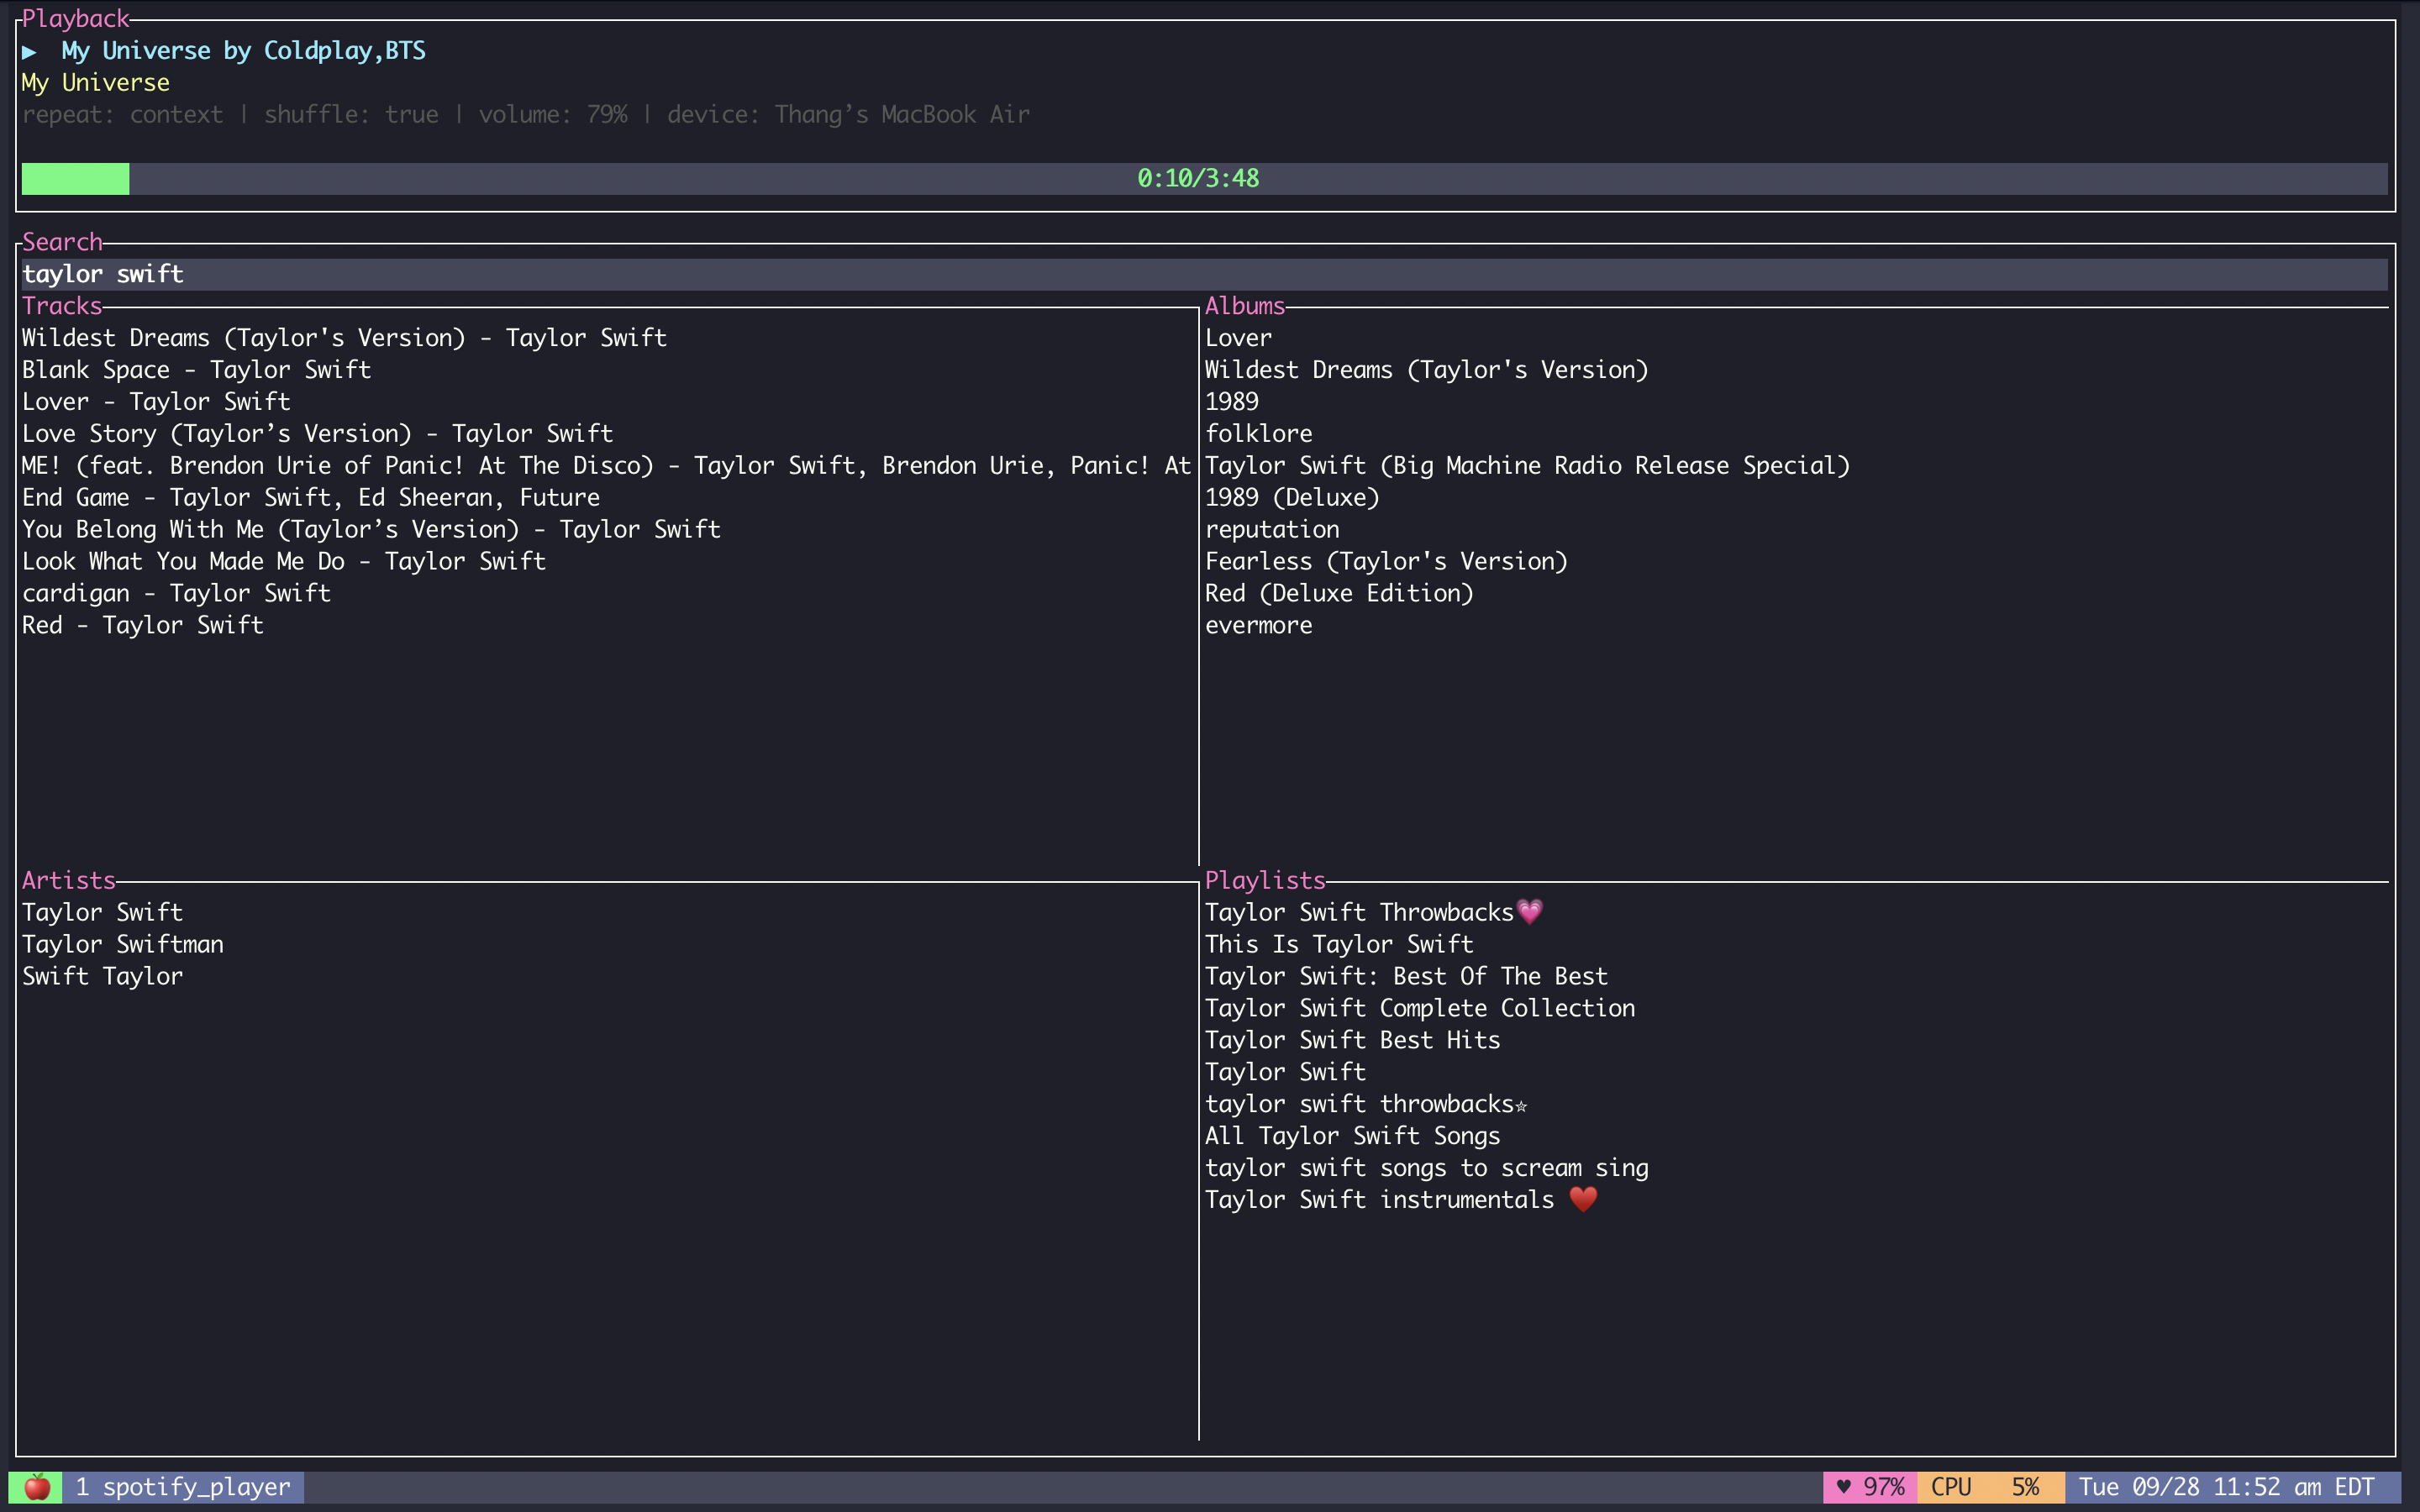 Playback
▶ My Universe by Coldplay,BTS
My Universe
repeat: context | shuffle: true | volume: 79% | device: Thang’s MacBook Air
0:10/3:48
Search
taylor swift
Tracks
Wildest Dreams (Taylor's Version) - Taylor Swift
Blank Space - Taylor Swift
Lover - Taylor Swift
Love Story (Taylor’s Version) - Taylor Swift
ME! (feat. Brendon Urie of Panic! At The Disco) - Taylor Swift, Brendon Urie, Panic! At
End Game - Taylor Swift, Ed Sheeran, Future
You Belong With Me (Taylor’s Version) - Taylor Swift
Look What You Made Me Do - Taylor Swift
cardigan - Taylor Swift
Red - Taylor Swift
Albums
Lover
Wildest Dreams (Taylor's Version)
1989
folklore
Taylor Swift (Big Machine Radio Release Special)
1989 (Deluxe)
reputation
Fearless (Taylor's Version)
Red (Deluxe Edition)
evermore
Artists
Taylor Swift
Taylor Swiftman
Swift Taylor
Playlists
Taylor Swift Throwbacks💗
This Is Taylor Swift
Taylor Swift: Best Of The Best
Taylor Swift Complete Collection
Taylor Swift Best Hits
Taylor Swift
taylor swift throwbacks☆
All Taylor Swift Songs
taylor swift songs to scream sing
Taylor Swift instrumentals ❤️
🍎 1 spotify_player
♥ 97% CPU 5% Tue 09/28 11:52 am EDT